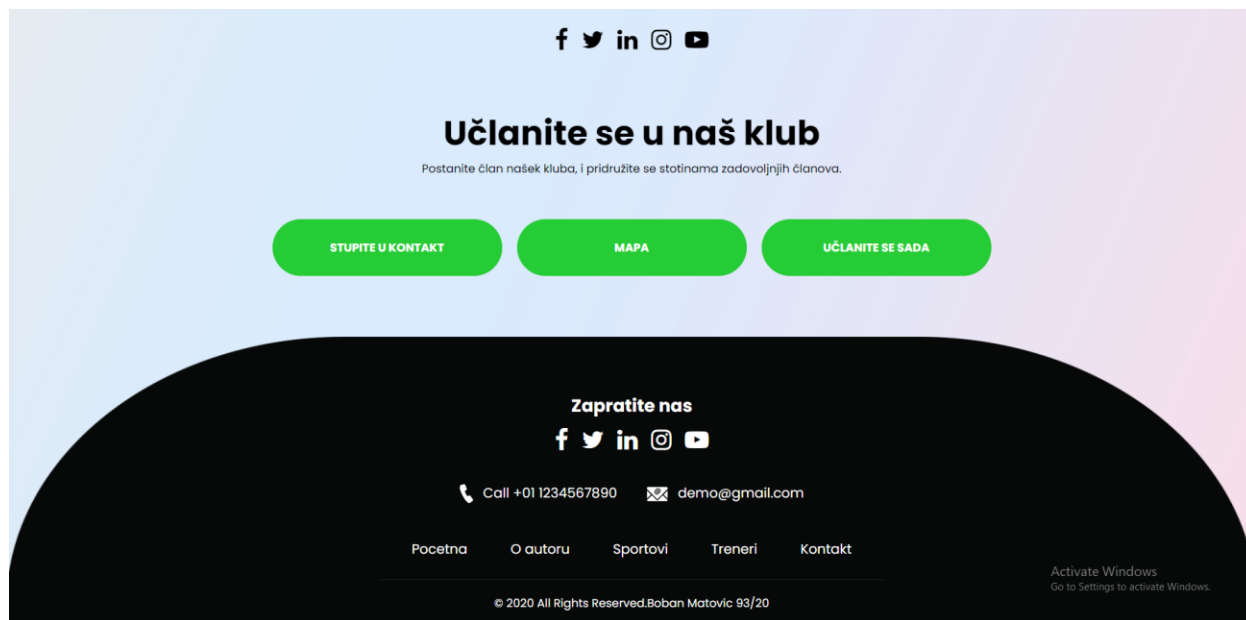 Učlanite se u naš klub
Postanite član našek kluba, i pridružite se stotinama zadovoljnjih članova.
STUPITE U KONTAKT
MAPA
UČLANITE SE SADA
Zapratite nas
Call +01 1234567890
demo@gmail.com
Pocetna
O autoru
Sportovi
Treneri
Kontakt
Activate Windows
Go to Settings to activate Windows.
© 2020 All Rights Reserved.Boban Matovic 93/20